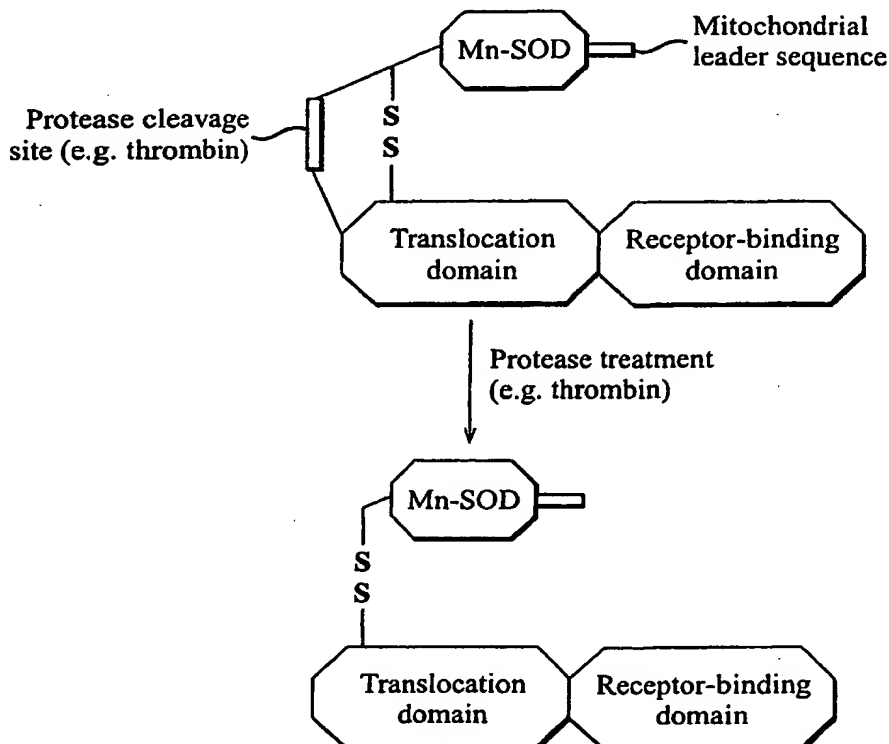 Mn-SOD
Mitochondrial
leader sequence
Protease cleavage
site (e.g. thrombin)
S
S
Translocation
domain
Receptor-binding
domain
Protease treatment
(e.g. thrombin)
Mn-SOD
S
S
Translocation
domain
Receptor-binding
domain